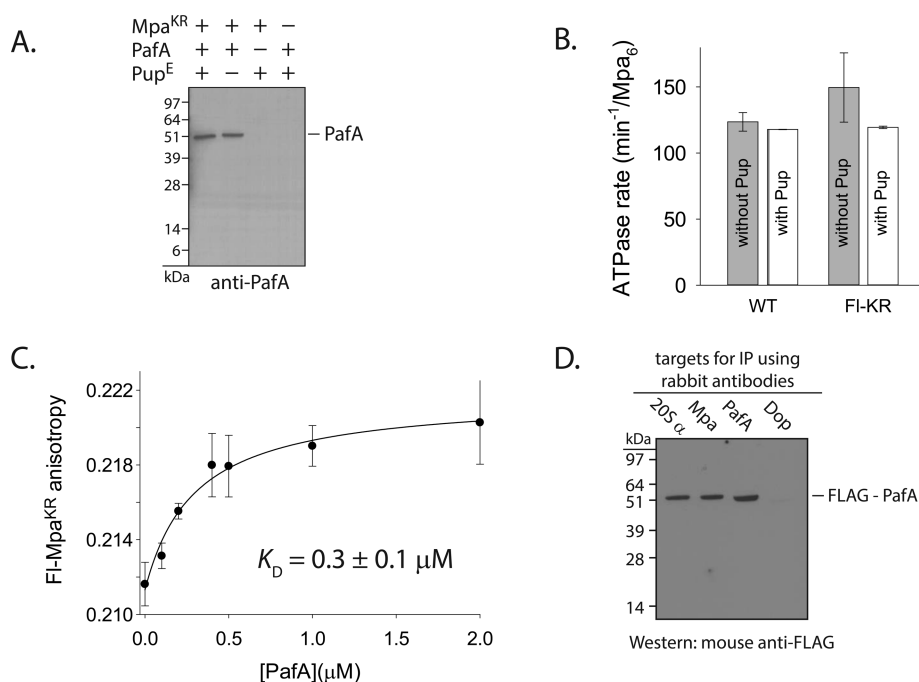 A.
Mpa^KR + + + −
PafA + + − +
Pup^E + − + +
97
64
51
39
28
14
6
kDa
PafA
anti-PafA
B.
ATPase rate (min⁻¹/Mpa₆)
150
100
50
0
without Pup
with Pup
without Pup
with Pup
WT
Fl-KR
C.
Fl-Mpa^KR anisotropy
0.222
0.218
0.214
0.210
K_D = 0.3 ± 0.1 μM
0.0 0.5 1.0 1.5 2.0
[PafA](μM)
D.
targets for IP using
rabbit antibodies
20S α Mpa PafA Dop
kDa
97
64
51
39
28
14
FLAG - PafA
Western: mouse anti-FLAG